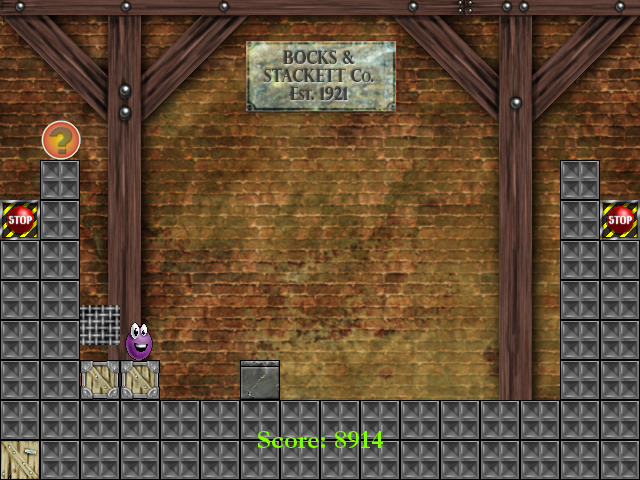 BOCKS &
STACKETT CO.
EST. 1921
?
STOP
STOP
Score: 8914